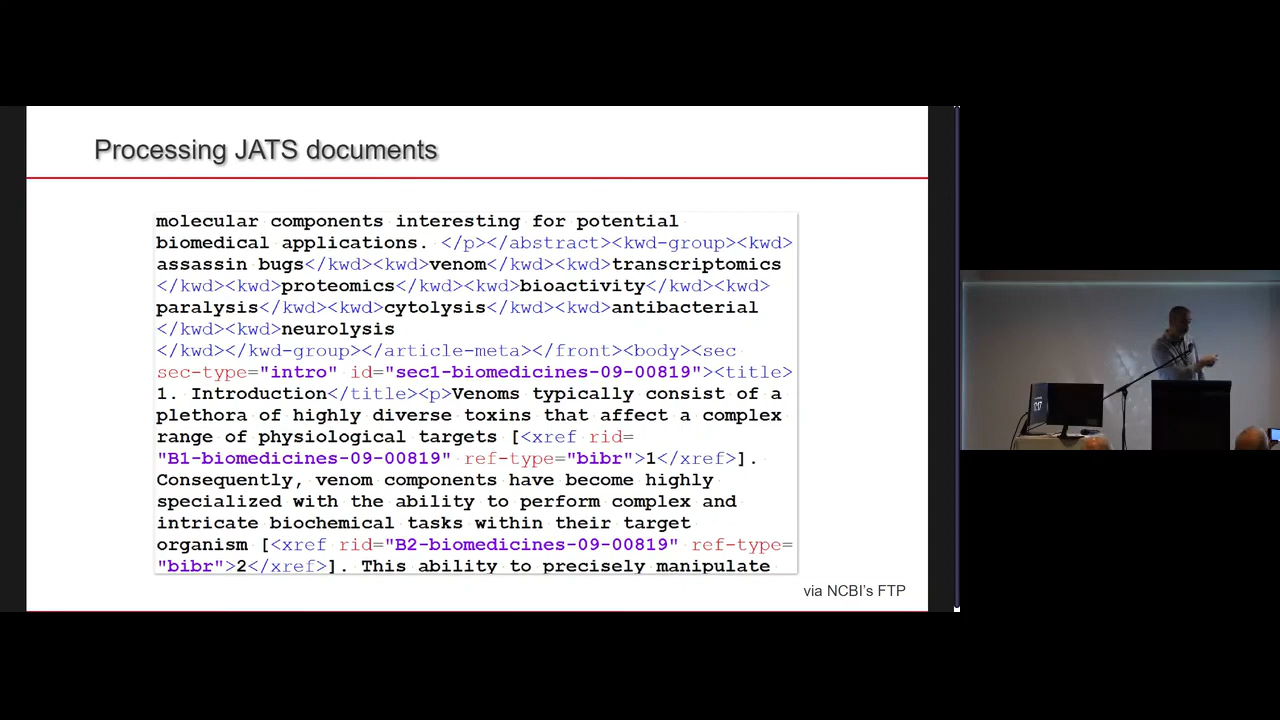 Processing JATS documents
molecular components interesting for potential
biomedical applications. </p></abstract><kwd-group><kwd>
assassin bugs</kwd><kwd>venom</kwd><kwd>transcriptomics
</kwd><kwd>proteomics</kwd><kwd>bioactivity</kwd><kwd>
paralysis</kwd><kwd>cytolysis</kwd><kwd>antibacterial
</kwd><kwd>neurolysis
</kwd></kwd-group></article-meta></front><body><sec
sec-type="intro" id="sec1-biomedicines-09-00819"><title>
1. Introduction</title><p>Venoms typically consist of a
plethora of highly diverse toxins that affect a complex
range of physiological targets [<xref rid=
"B1-biomedicines-09-00819" ref-type="bibr">1</xref>].
Consequently, venom components have become highly
specialized with the ability to perform complex and
intricate biochemical tasks within their target
organism [<xref rid="B2-biomedicines-09-00819" ref-type=
"bibr">2</xref>]. This ability to precisely manipulate
via NCBI's FTP